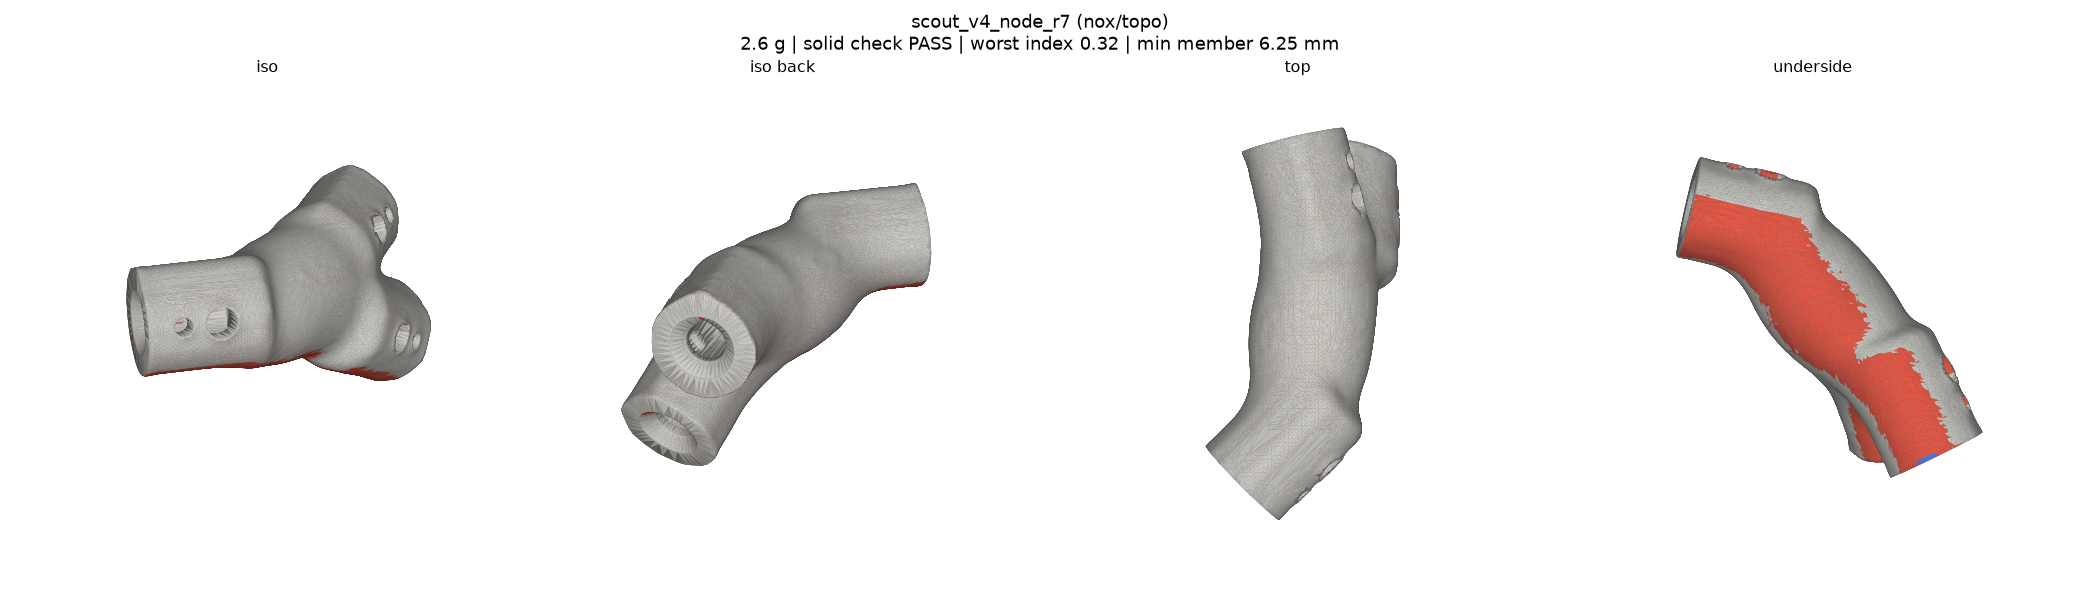 scout_v4_node_r7 (nox/topo)
2.6 g | solid check PASS | worst index 0.32 | min member 6.25 mm
iso
iso back
top
underside